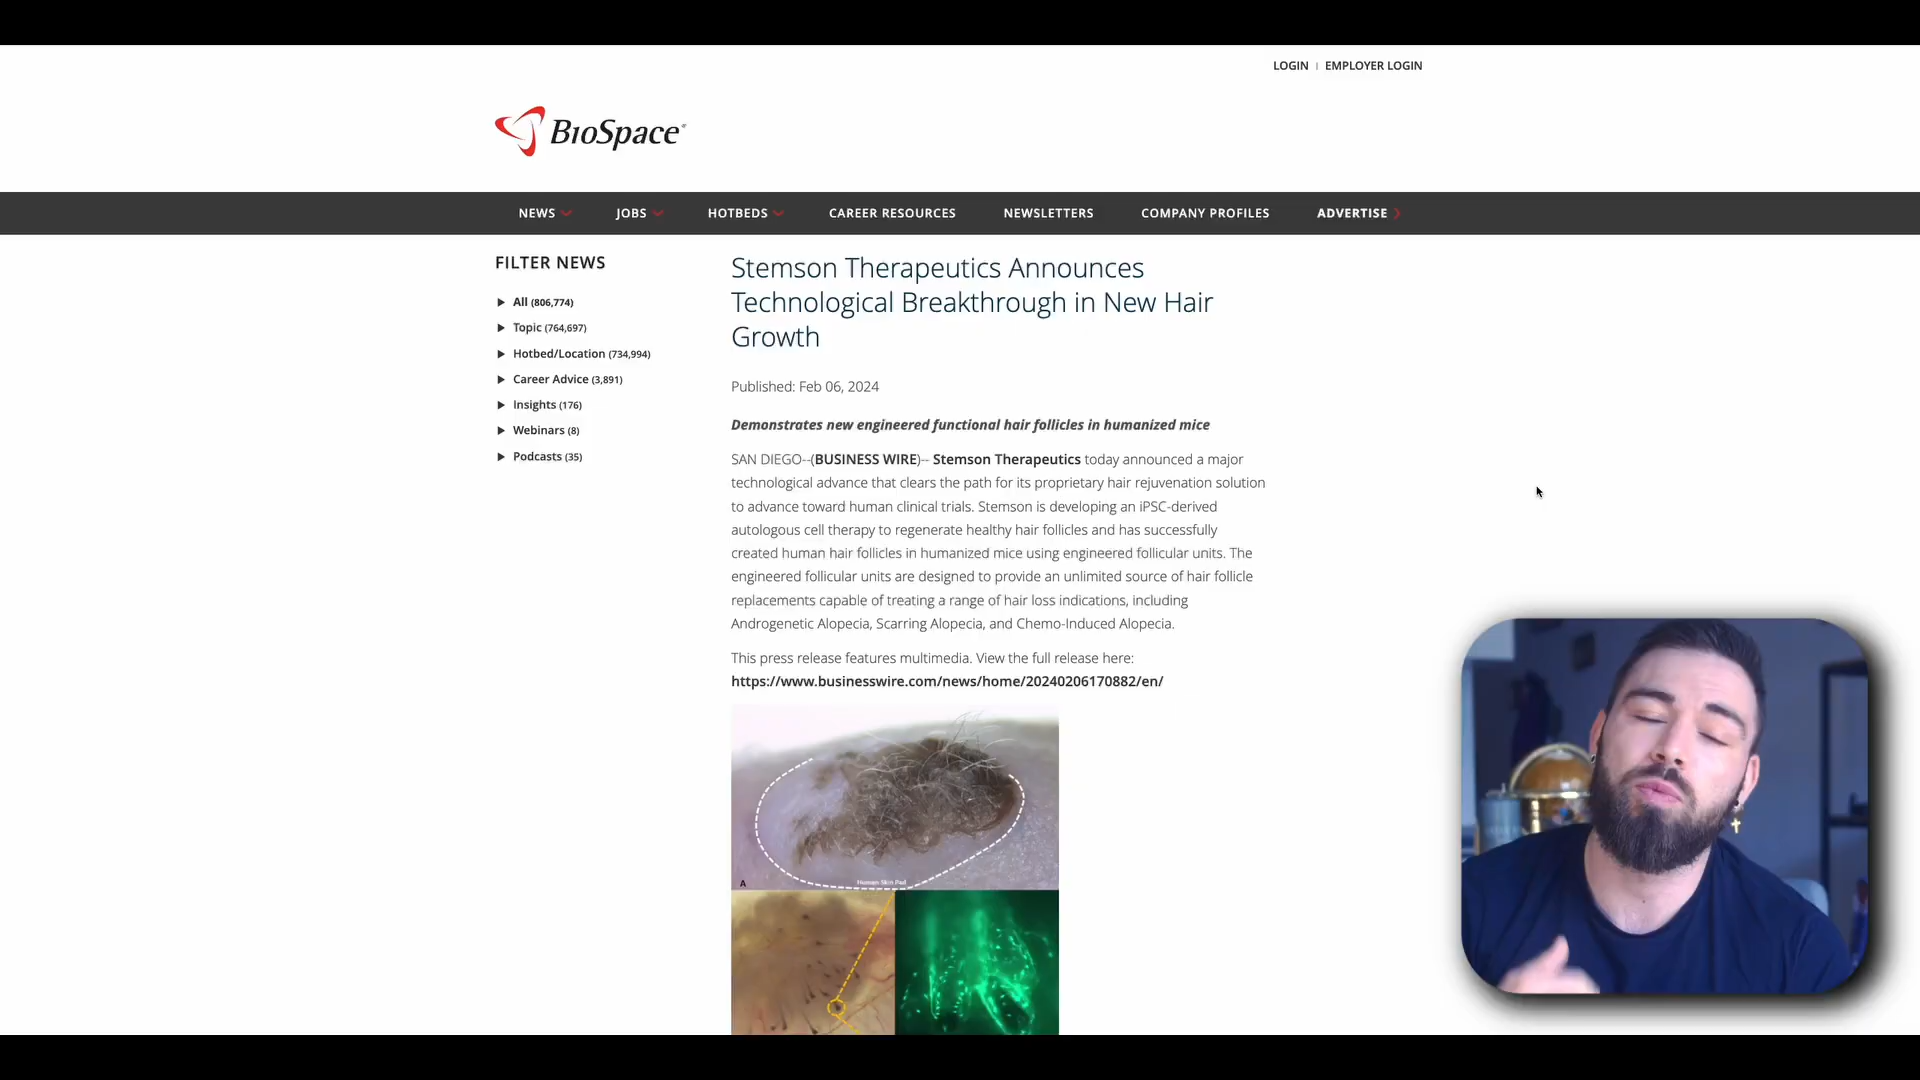 LOGIN | EMPLOYER LOGIN
BioSpace
NEWS JOBS HOTBEDS CAREER RESOURCES NEWSLETTERS COMPANY PROFILES ADVERTISE
FILTER NEWS
All (806,774)
Topic (764,697)
Hotbed/Location (734,994)
Career Advice (3,891)
Insights (176)
Webinars (8)
Podcasts (35)
Stemson Therapeutics Announces
Technological Breakthrough in New Hair
Growth
Published: Feb 06, 2024
Demonstrates new engineered functional hair follicles in humanized mice
SAN DIEGO--(BUSINESS WIRE)-- Stemson Therapeutics today announced a major
technological advance that clears the path for its proprietary hair rejuvenation solution
to advance toward human clinical trials. Stemson is developing an iPSC-derived
autologous cell therapy to regenerate healthy hair follicles and has successfully
created human hair follicles in humanized mice using engineered follicular units. The
engineered follicular units are designed to provide an unlimited source of hair follicle
replacements capable of treating a range of hair loss indications, including
Androgenetic Alopecia, Scarring Alopecia, and Chemo-Induced Alopecia.
This press release features multimedia. View the full release here:
https://www.businesswire.com/news/home/20240206170882/en/
A
Human Skin Pad